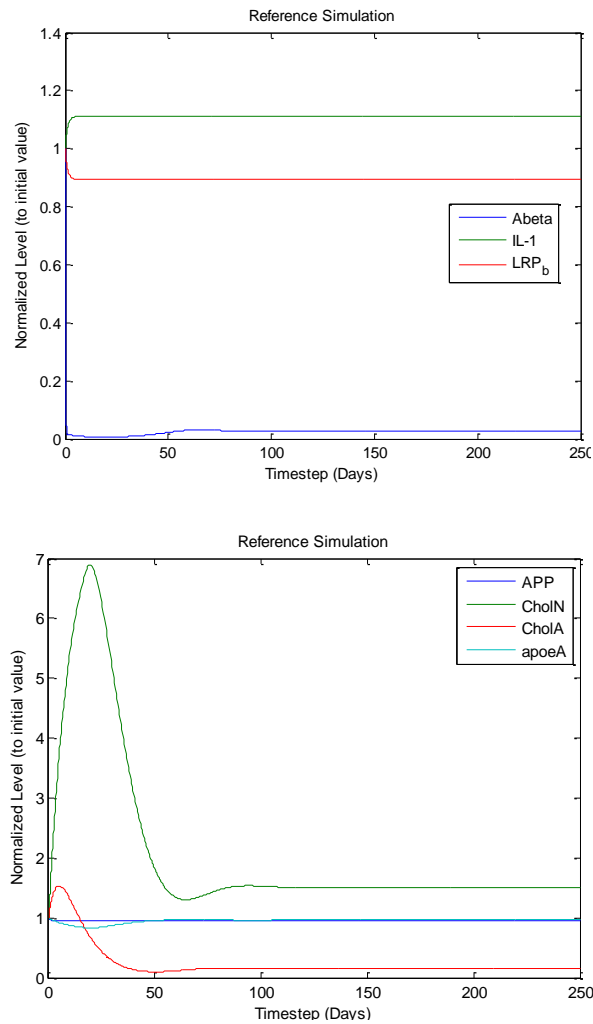 Reference Simulation
1.4
1.2
1
0.8
0.6
0.4
0.2
0
Normalized Level (to initial value)
Abeta
IL-1
LRP_b
0 50 100 150 200 250
Timestep (Days)
Reference Simulation
7
6
5
4
3
2
1
0
Normalized Level (to initial value)
APP
CholN
CholA
apoeA
0 50 100 150 200 250
Timestep (Days)